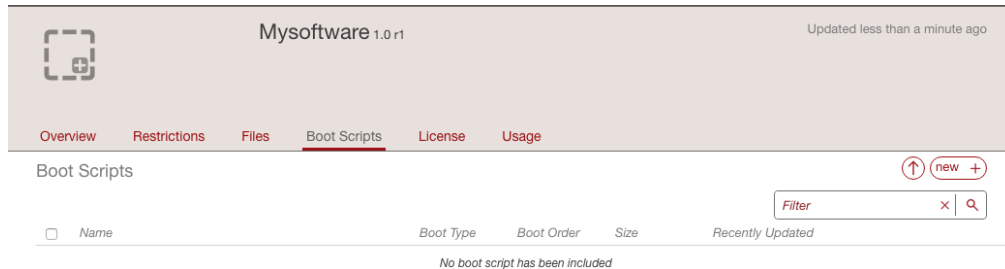 Mysoftware 1.0 r1
Updated less than a minute ago
Overview Restrictions Files Boot Scripts License Usage
Boot Scripts
new +
Filter
Name Boot Type Boot Order Size Recently Updated
No boot script has been included